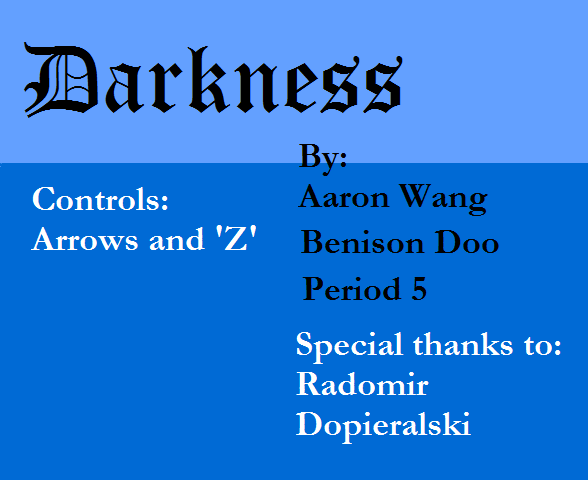 Darkness
By:
Aaron Wang
Benison Doo
Period 5
Controls:
Arrows and 'Z'
Special thanks to:
Radomir
Dopieralski